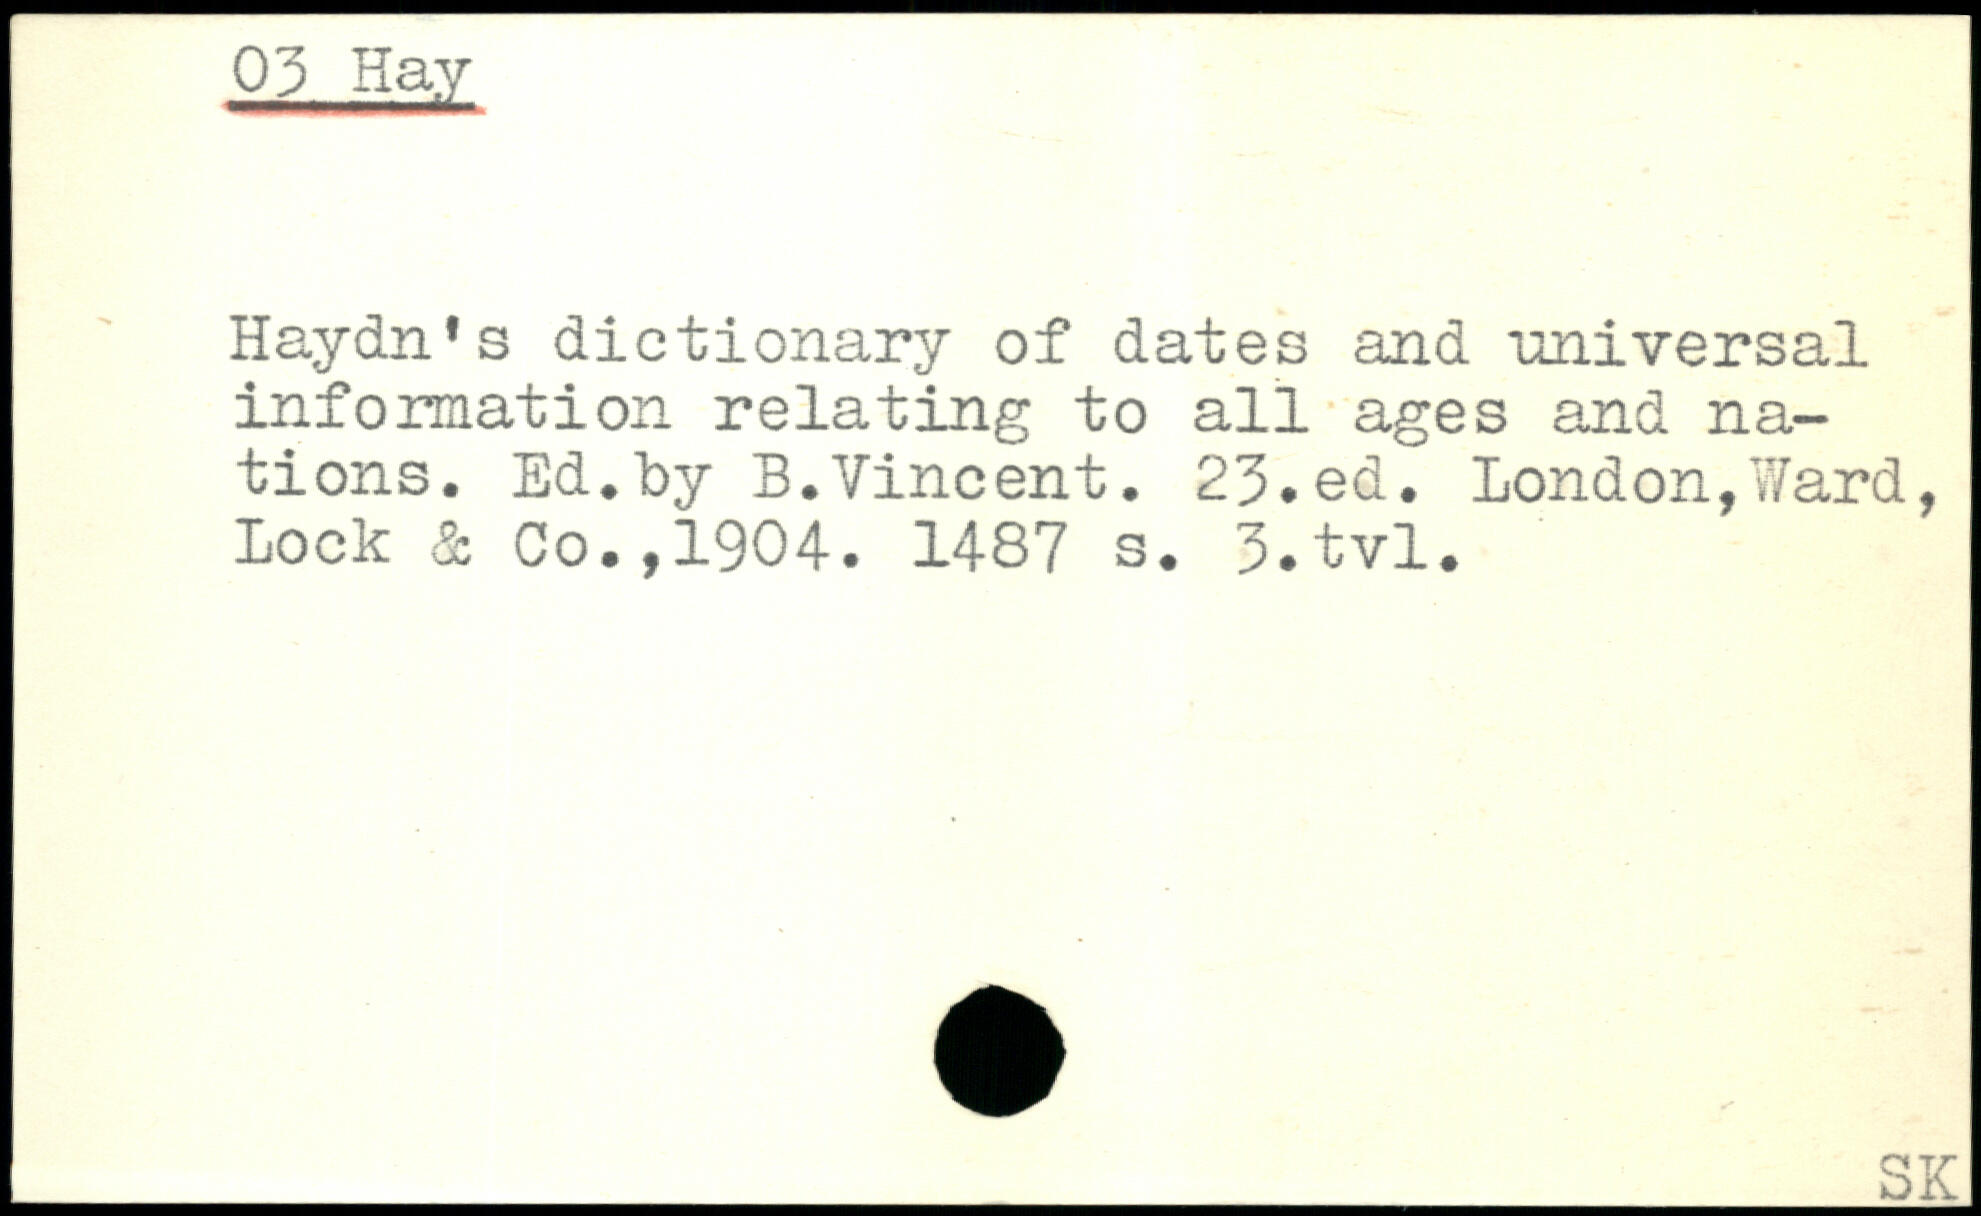 03 Hay
Haydn's dictionary of dates and universal
information relating to all ages and na-
tions. Ed.by B.Vincent. 23.ed. London,Ward,
Lock & Co.,1904. 1487 s. 3.tvl.
SK